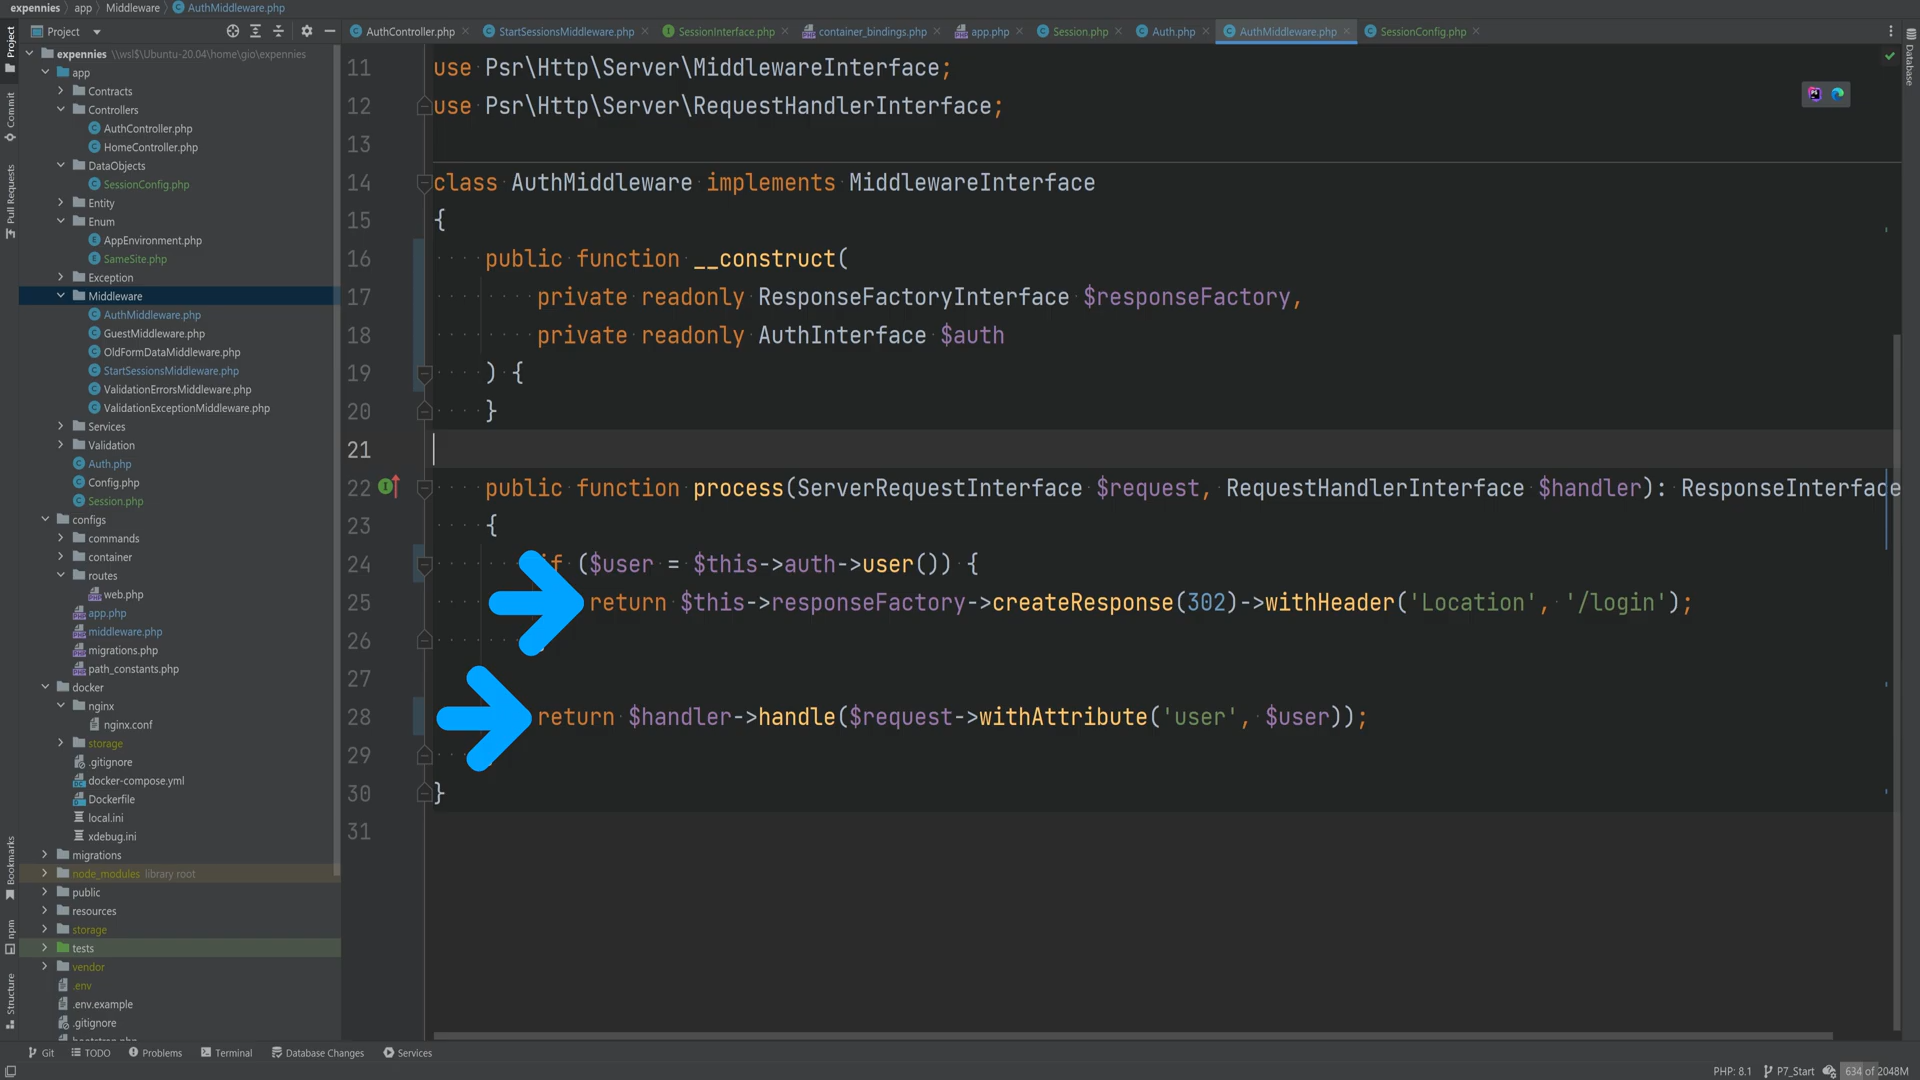 expennies app Middleware AuthMiddleware.php
Project
AuthController.php StartSessionsMiddleware.php SessionInterface.php container_bindings.php app.php Session.php Auth.php AuthMiddleware.php SessionConfig.php
expennies \\wsl$\Ubuntu-20.04\home\gio\expennies
app
Contracts
Controllers
AuthController.php
HomeController.php
DataObjects
SessionConfig.php
Entity
Enum
AppEnvironment.php
SameSite.php
Exception
Middleware
AuthMiddleware.php
GuestMiddleware.php
OldFormDataMiddleware.php
StartSessionsMiddleware.php
ValidationErrorsMiddleware.php
ValidationExceptionMiddleware.php
Services
Validation
Auth.php
Config.php
Session.php
configs
commands
container
routes
web.php
app.php
middleware.php
migrations.php
path_constants.php
docker
nginx
nginx.conf
storage
.gitignore
docker-compose.yml
Dockerfile
local.ini
xdebug.ini
migrations
node_modules library root
public
resources
storage
tests
vendor
.env
.env.example
.gitignore
Project
Commit
Pull Requests
Bookmarks
npm
Structure
Database
11 use Psr\Http\Server\MiddlewareInterface;
12 use Psr\Http\Server\RequestHandlerInterface;
13
14 class AuthMiddleware implements MiddlewareInterface
15 {
16 public function __construct(
17 private readonly ResponseFactoryInterface $responseFactory,
18 private readonly AuthInterface $auth
19 ) {
20 }
21
22 public function process(ServerRequestInterface $request, RequestHandlerInterface $handler): ResponseInterface
23 {
24 if ($user = $this->auth->user()) {
25 return $this->responseFactory->createResponse(302)->withHeader('Location', '/login');
26
27
28 return $handler->handle($request->withAttribute('user', $user));
29
30 }
31
Git TODO Problems Terminal Database Changes Services
PHP: 8.1 P7_Start 634 of 2048M